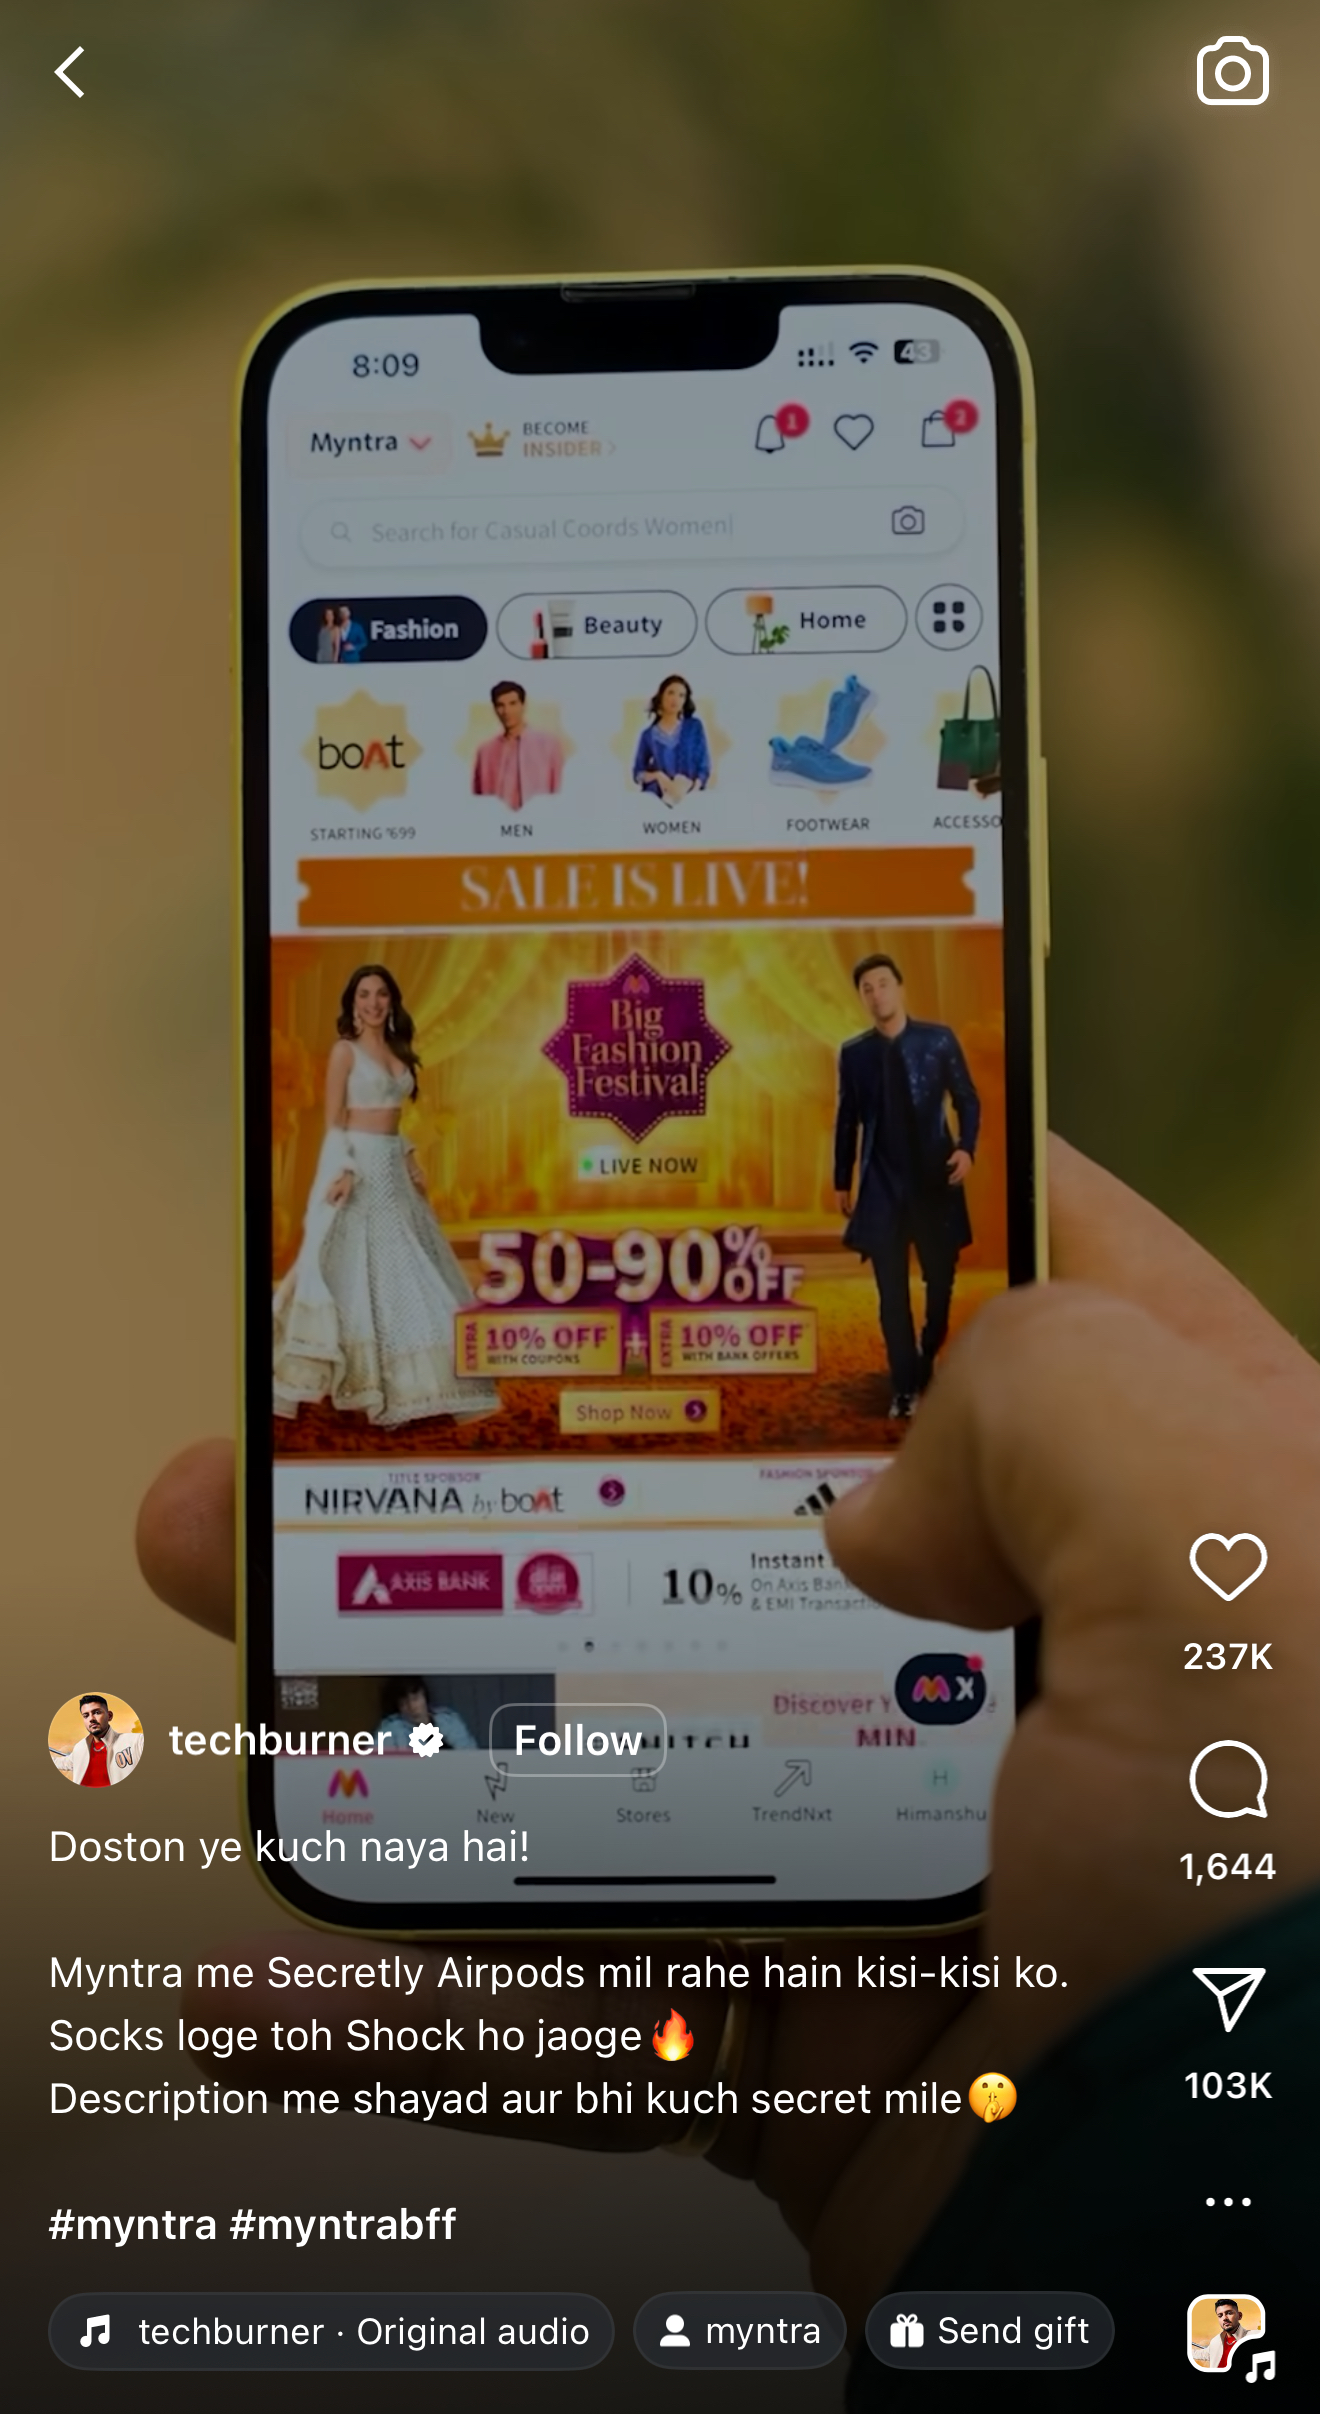 8:09
43
Myntra
BECOME
INSIDER
1
2
Search for Casual Coords Women
Fashion
Beauty
Home
boAt
STARTING ₹699
MEN
WOMEN
FOOTWEAR
ACCESSO
SALE IS LIVE!
Big
Fashion
Festival
LIVE NOW
50-90% OFF
EXTRA 10% OFF WITH COUPONS
+
EXTRA 10% OFF WITH BANK OFFERS
Shop Now
TITLE SPONSOR
NIRVANA by boAt
FASHION SPONSOR
AXIS BANK
10%
Instant
On Axis Bank
& EMI Transactio
Discover Y
MIN
X
techburner
Follow
Home
New
Stores
TrendNxt
H
Himanshu
Doston ye kuch naya hai!
Myntra me Secretly Airpods mil rahe hain kisi-kisi ko.
Socks loge toh Shock ho jaoge🔥
Description me shayad aur bhi kuch secret mile🤫
#myntra #myntrabff
237K
1,644
103K
techburner · Original audio
myntra
Send gift